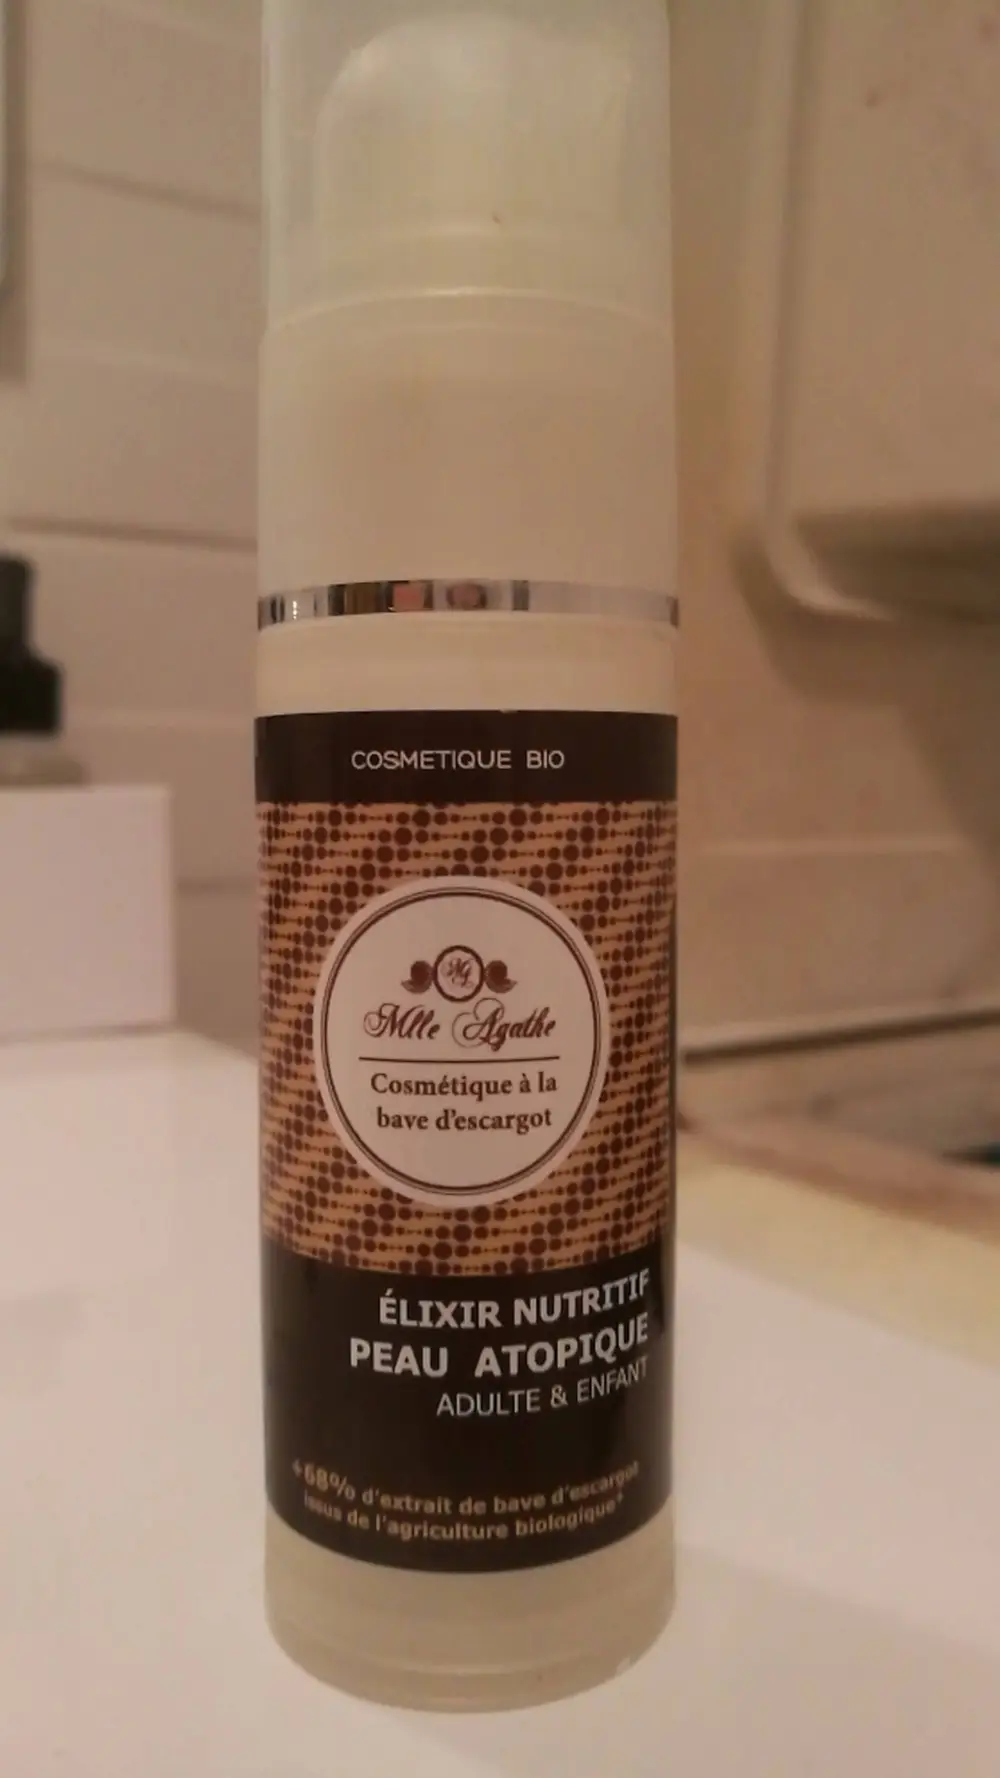 COSMETIQUE BIO
MG
Mlle Agathe
Cosmétique à la
bave d'escargot
ÉLIXIR NUTRITIF
PEAU ATOPIQUE
ADULTE & ENFANT
+68% d'extrait de bave d'escargot
issus de l'agriculture biologique*